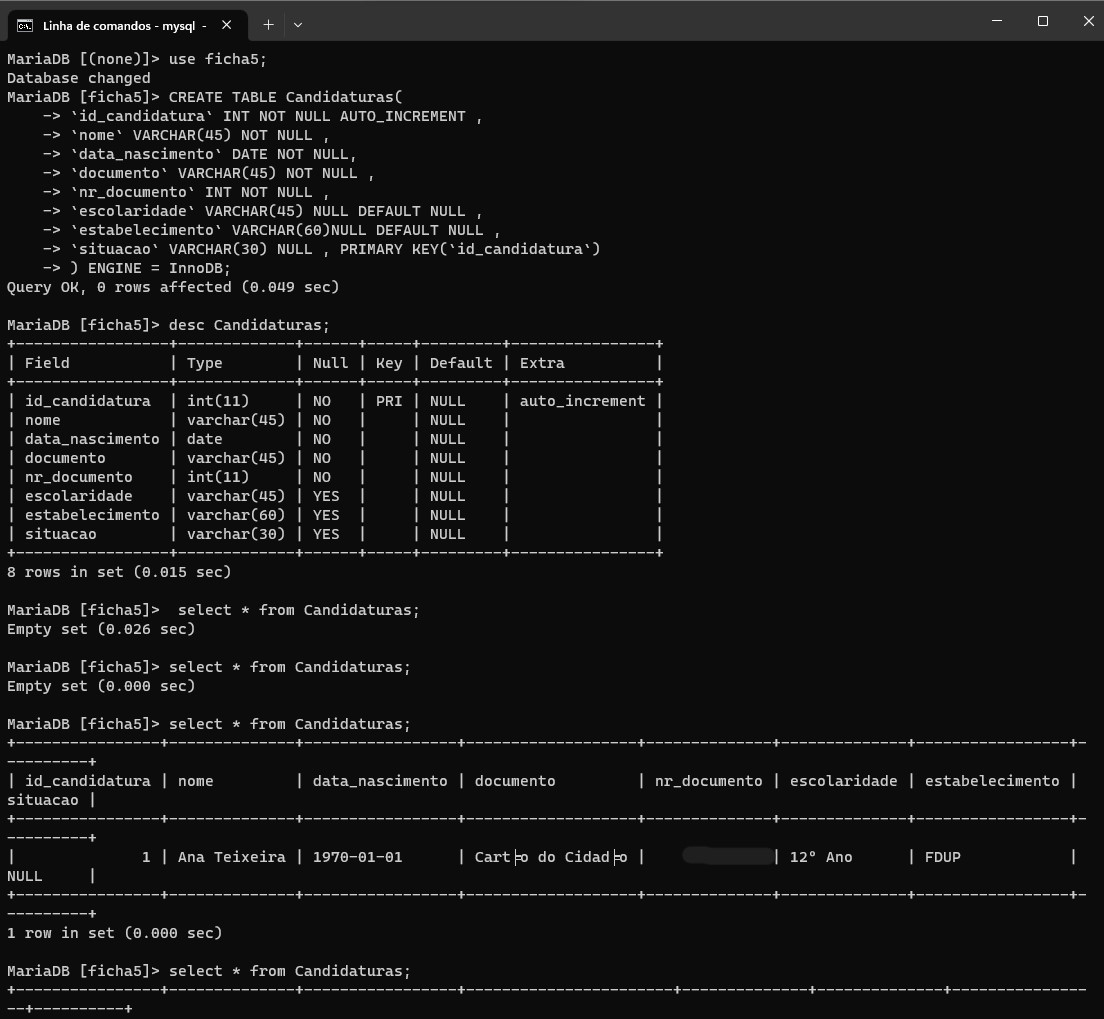 Linha de comandos - mysql -
MariaDB [(none)]> use ficha5;
Database changed
MariaDB [ficha5]> CREATE TABLE Candidaturas(
    -> `id_candidatura` INT NOT NULL AUTO_INCREMENT ,
    -> `nome` VARCHAR(45) NOT NULL ,
    -> `data_nascimento` DATE NOT NULL,
    -> `documento` VARCHAR(45) NOT NULL ,
    -> `nr_documento` INT NOT NULL ,
    -> `escolaridade` VARCHAR(45) NULL DEFAULT NULL ,
    -> `estabelecimento` VARCHAR(60)NULL DEFAULT NULL ,
    -> `situacao` VARCHAR(30) NULL , PRIMARY KEY(`id_candidatura`)
    -> ) ENGINE = InnoDB;
Query OK, 0 rows affected (0.049 sec)
MariaDB [ficha5]> desc Candidaturas;
+-----------------+-------------+------+-----+---------+----------------+
| Field           | Type        | Null | Key | Default | Extra          |
+-----------------+-------------+------+-----+---------+----------------+
| id_candidatura  | int(11)     | NO   | PRI | NULL    | auto_increment |
| nome            | varchar(45) | NO   |     | NULL    |                |
| data_nascimento | date        | NO   |     | NULL    |                |
| documento       | varchar(45) | NO   |     | NULL    |                |
| nr_documento    | int(11)     | NO   |     | NULL    |                |
| escolaridade    | varchar(45) | YES  |     | NULL    |                |
| estabelecimento | varchar(60) | YES  |     | NULL    |                |
| situacao        | varchar(30) | YES  |     | NULL    |                |
+-----------------+-------------+------+-----+---------+----------------+
8 rows in set (0.015 sec)
MariaDB [ficha5]>  select * from Candidaturas;
Empty set (0.026 sec)
MariaDB [ficha5]> select * from Candidaturas;
Empty set (0.000 sec)
MariaDB [ficha5]> select * from Candidaturas;
+----------------+--------------+-----------------+-------------------+--------------+--------------+-----------------+-
---------+
| id_candidatura | nome         | data_nascimento | documento         | nr_documento | escolaridade | estabelecimento |
situacao |
+----------------+--------------+-----------------+-------------------+--------------+--------------+-----------------+-
---------+
|              1 | Ana Teixeira | 1970-01-01      | Cart├o do Cidad├o |              | 12º Ano      | FDUP            |
NULL     |
+----------------+--------------+-----------------+-------------------+--------------+--------------+-----------------+-
---------+
1 row in set (0.000 sec)
MariaDB [ficha5]> select * from Candidaturas;
+----------------+--------------+-----------------+-----------------------+--------------+--------------+---------------
--+----------+